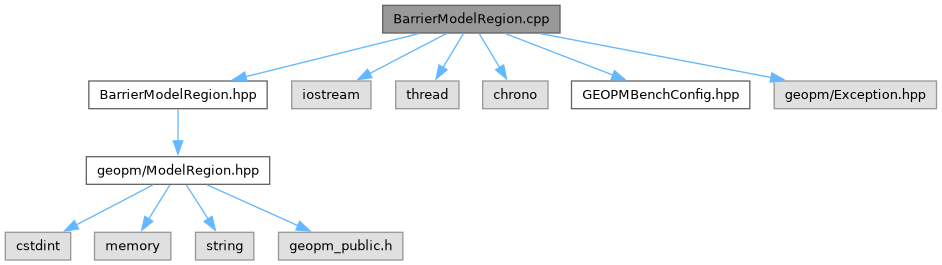 BarrierModelRegion.cpp
BarrierModelRegion.hpp
iostream
thread
chrono
GEOPMBenchConfig.hpp
geopm/Exception.hpp
geopm/ModelRegion.hpp
cstdint
memory
string
geopm_public.h